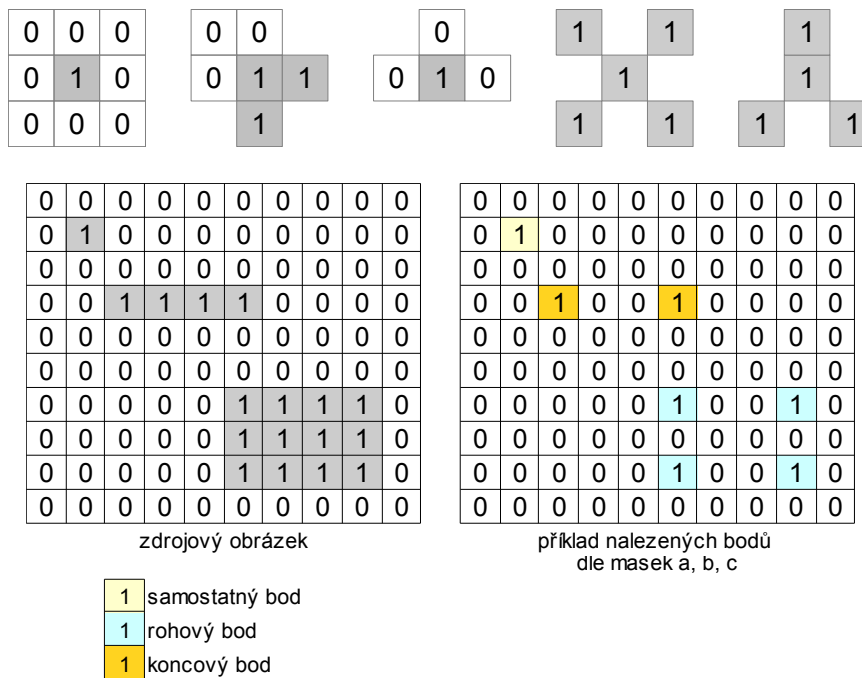 0 0 0 0 0 0 1 1 1
0 1 0 0 1 1 0 1 0 1 1
0 0 0 1 1 1 1 1
0 0 0 0 0 0 0 0 0 0
0 1 0 0 0 0 0 0 0 0
0 0 0 0 0 0 0 0 0 0
0 0 1 1 1 1 0 0 0 0
0 0 0 0 0 0 0 0 0 0
0 0 0 0 0 0 0 0 0 0
0 0 0 0 0 1 1 1 1 0
0 0 0 0 0 1 1 1 1 0
0 0 0 0 0 1 1 1 1 0
0 0 0 0 0 0 0 0 0 0
zdrojový obrázek
0 0 0 0 0 0 0 0 0 0
0 1 0 0 0 0 0 0 0 0
0 0 0 0 0 0 0 0 0 0
0 0 1 0 0 1 0 0 0 0
0 0 0 0 0 0 0 0 0 0
0 0 0 0 0 0 0 0 0 0
0 0 0 0 0 1 0 0 1 0
0 0 0 0 0 0 0 0 0 0
0 0 0 0 0 1 0 0 1 0
0 0 0 0 0 0 0 0 0 0
příklad nalezených bodů
dle masek a, b, c
1 samostatný bod
1 rohový bod
1 koncový bod